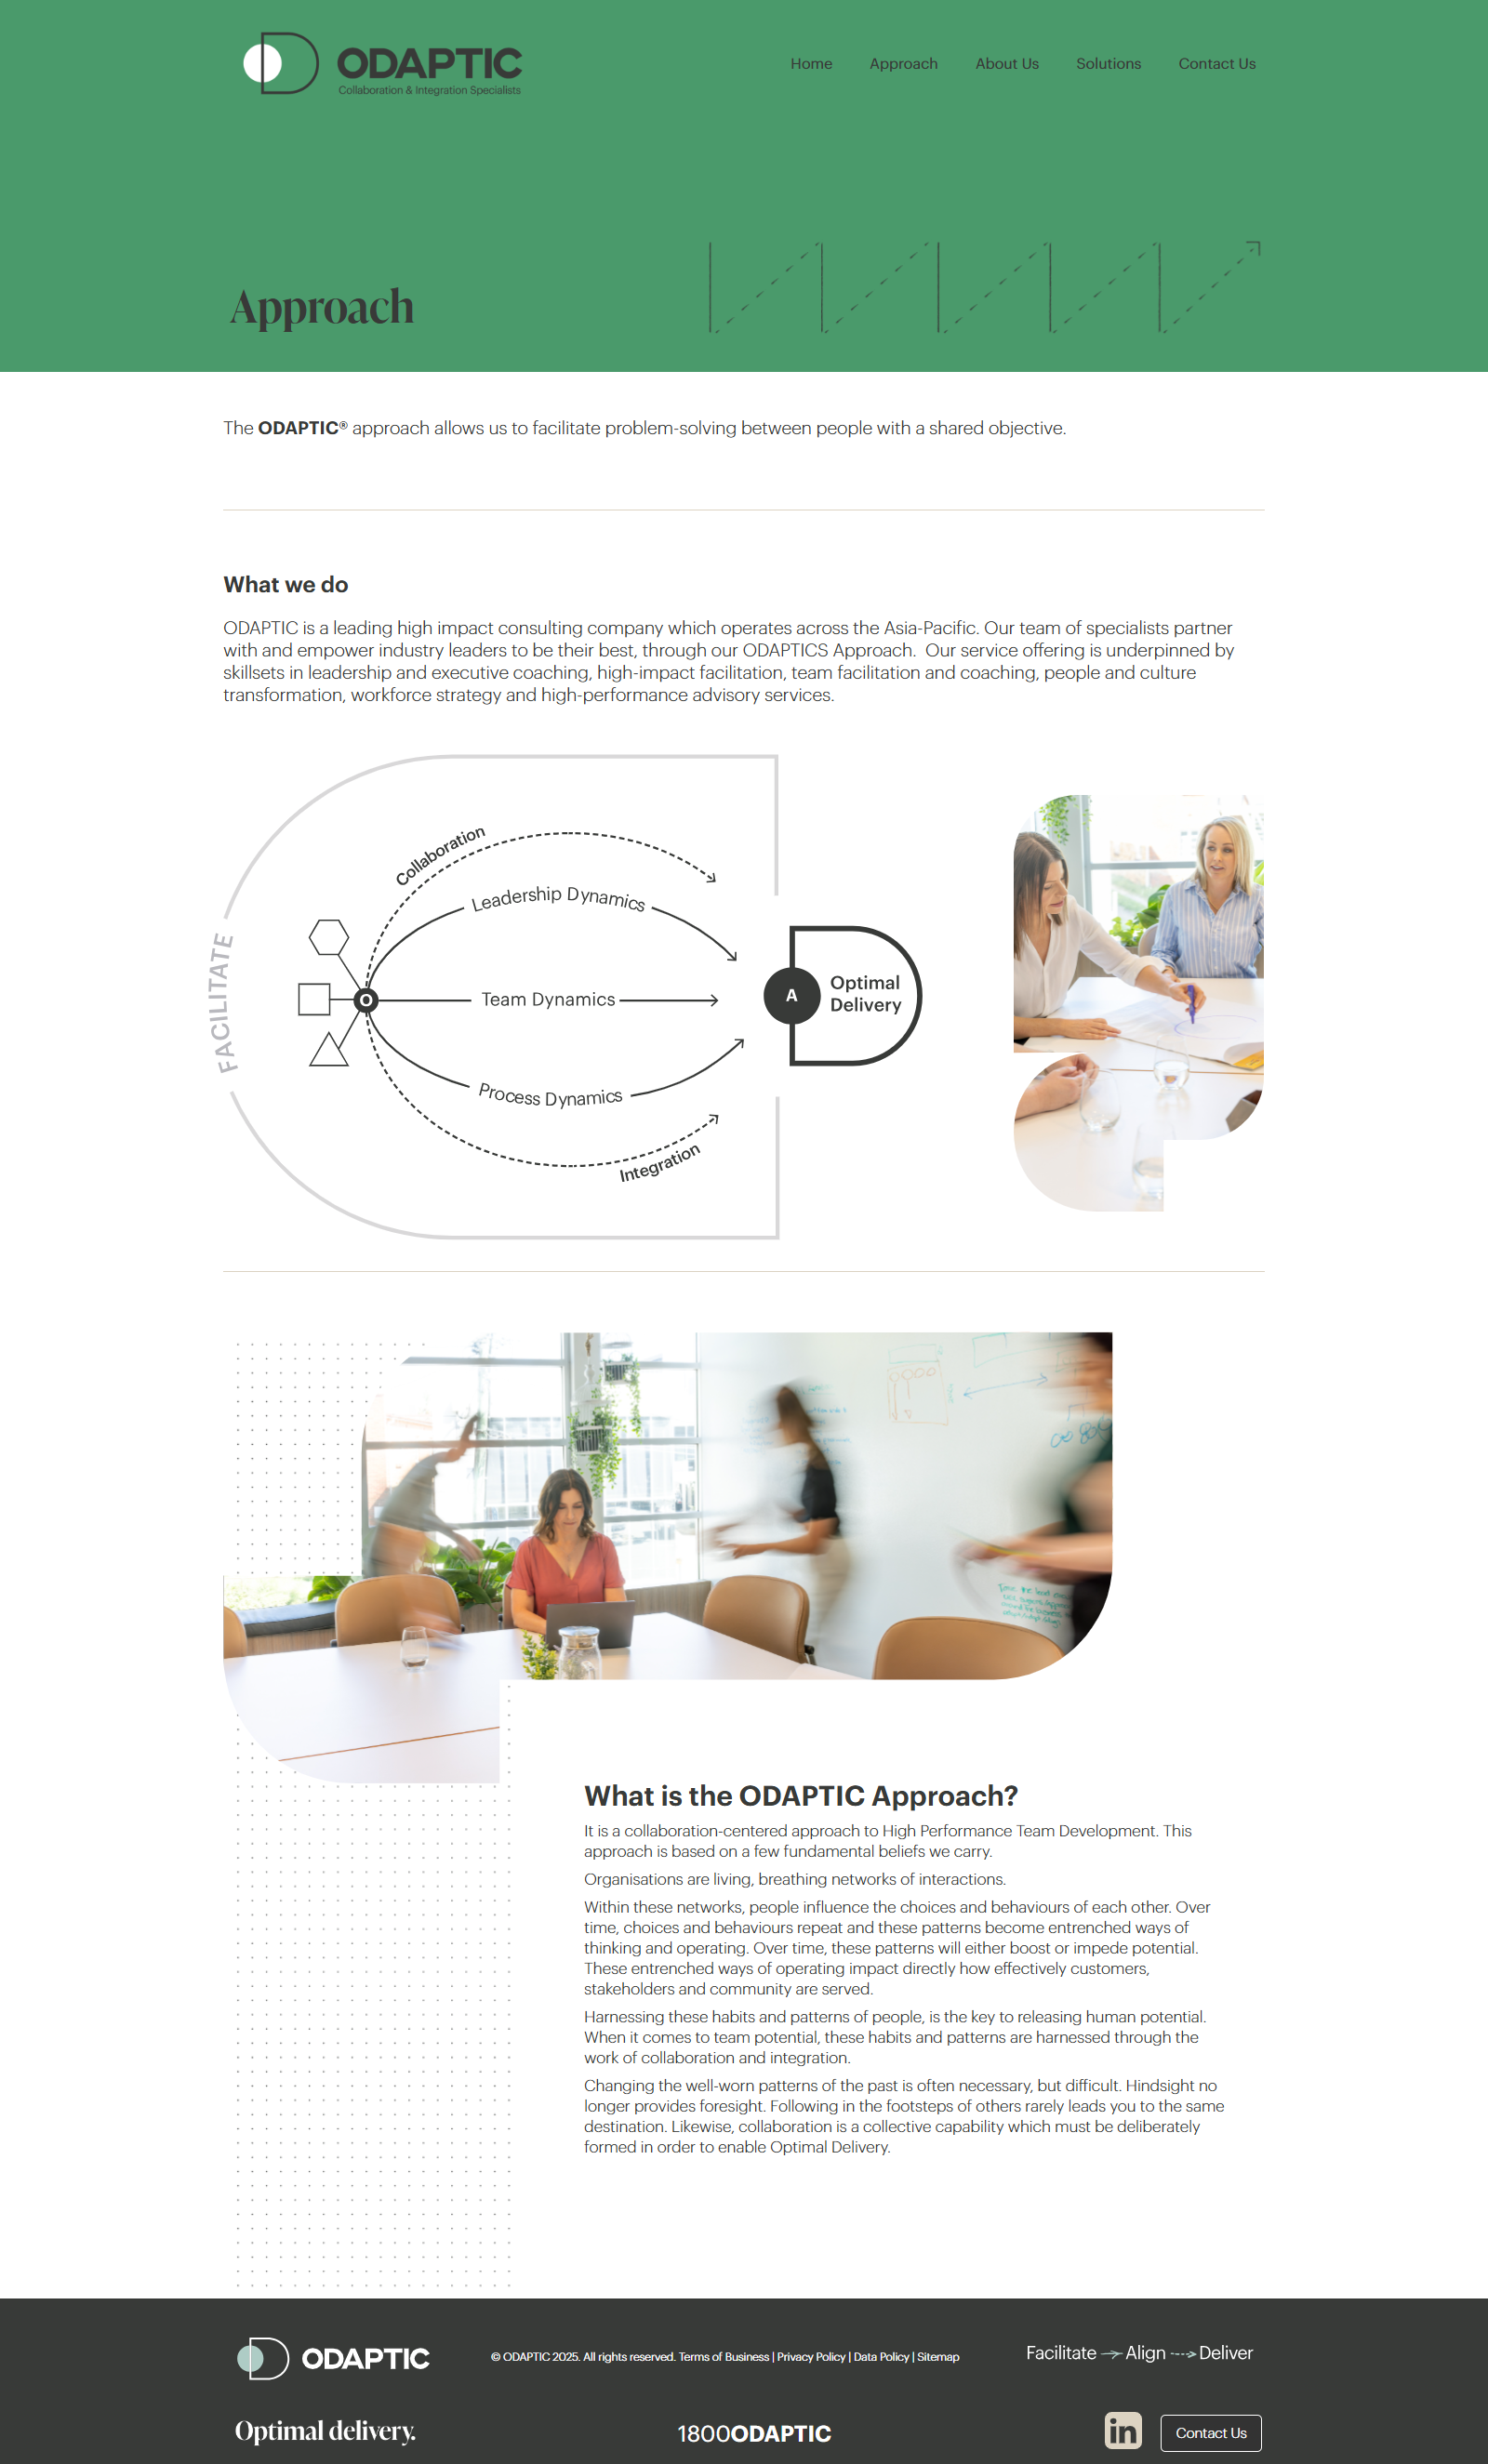 ODAPTIC
Collaboration & Integration Specialists
Home
Approach
About Us
Solutions
Contact Us
Approach
The ODAPTIC® approach allows us to facilitate problem-solving between people with a shared objective.
What we do
ODAPTIC is a leading high impact consulting company which operates across the Asia-Pacific. Our team of specialists partner
with and empower industry leaders to be their best, through our ODAPTICS Approach.  Our service offering is underpinned by
skillsets in leadership and executive coaching, high-impact facilitation, team facilitation and coaching, people and culture
transformation, workforce strategy and high-performance advisory services.
FACILITATE
Collaboration
Leadership Dynamics
O
Team Dynamics
Process Dynamics
Integration
A
Optimal
Delivery
What is the ODAPTIC Approach?
It is a collaboration-centered approach to High Performance Team Development. This
approach is based on a few fundamental beliefs we carry.
Organisations are living, breathing networks of interactions.
Within these networks, people influence the choices and behaviours of each other. Over
time, choices and behaviours repeat and these patterns become entrenched ways of
thinking and operating. Over time, these patterns will either boost or impede potential.
These entrenched ways of operating impact directly how effectively customers,
stakeholders and community are served.
Harnessing these habits and patterns of people, is the key to releasing human potential.
When it comes to team potential, these habits and patterns are harnessed through the
work of collaboration and integration.
Changing the well-worn patterns of the past is often necessary, but difficult. Hindsight no
longer provides foresight. Following in the footsteps of others rarely leads you to the same
destination. Likewise, collaboration is a collective capability which must be deliberately
formed in order to enable Optimal Delivery.
ODAPTIC
© ODAPTIC 2025. All rights reserved. Terms of Business | Privacy Policy | Data Policy | Sitemap
Facilitate Align Deliver
Optimal delivery.
1800ODAPTIC
in
Contact Us